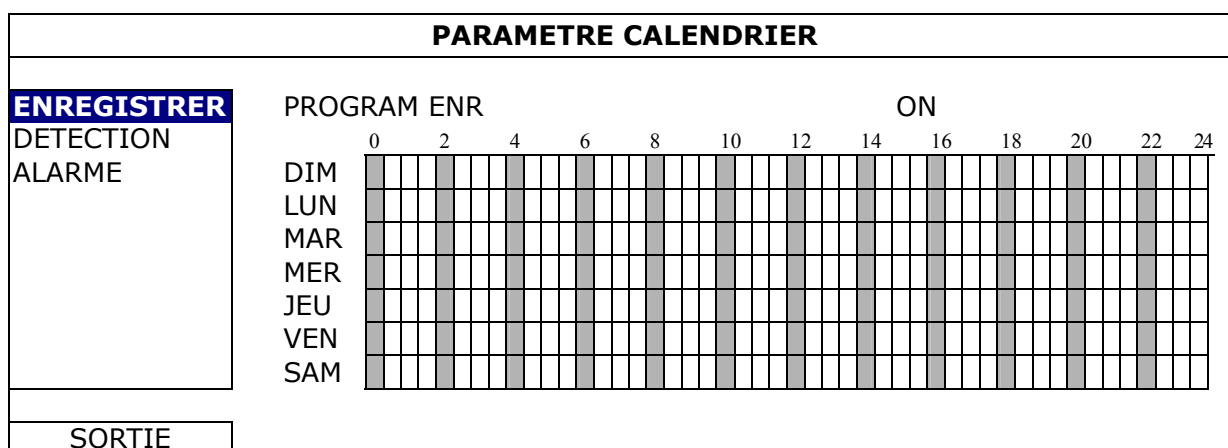 PARAMETRE CALENDRIER
ENREGISTRER
DETECTION
ALARME
PROGRAM ENR ON
0 2 4 6 8 10 12 14 16 18 20 22 24
DIM
LUN
MAR
MER
JEU
VEN
SAM
SORTIE